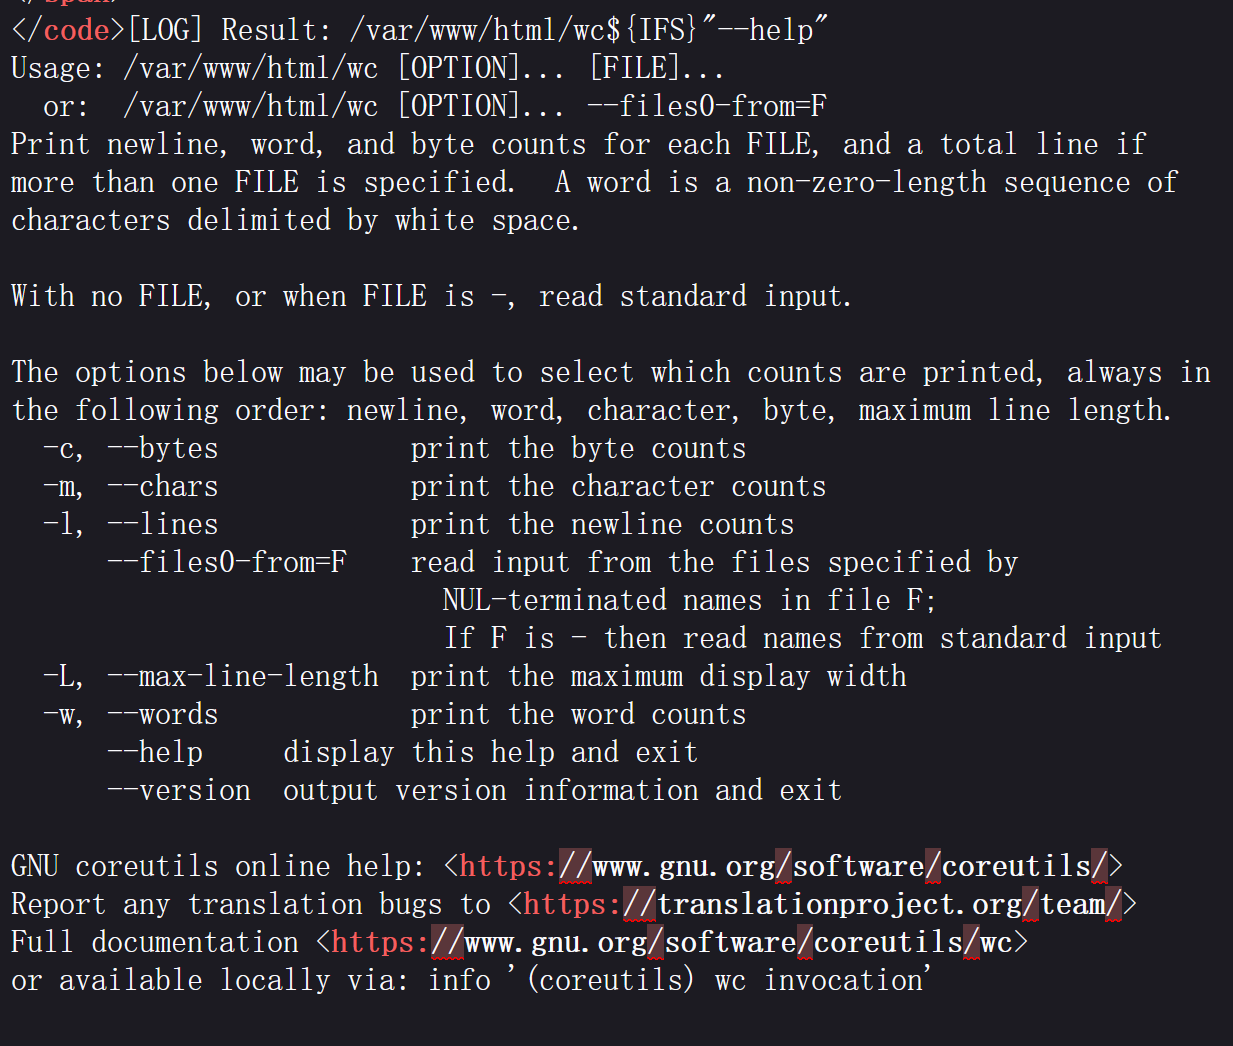 </span>
</code>[LOG] Result: /var/www/html/wc${IFS}"--help"
Usage: /var/www/html/wc [OPTION]... [FILE]...
  or:  /var/www/html/wc [OPTION]... --files0-from=F
Print newline, word, and byte counts for each FILE, and a total line if
more than one FILE is specified.  A word is a non-zero-length sequence of
characters delimited by white space.

With no FILE, or when FILE is -, read standard input.

The options below may be used to select which counts are printed, always in
the following order: newline, word, character, byte, maximum line length.
  -c, --bytes            print the byte counts
  -m, --chars            print the character counts
  -l, --lines            print the newline counts
      --files0-from=F    read input from the files specified by
                           NUL-terminated names in file F;
                           If F is - then read names from standard input
  -L, --max-line-length  print the maximum display width
  -w, --words            print the word counts
      --help     display this help and exit
      --version  output version information and exit

GNU coreutils online help: <https://www.gnu.org/software/coreutils/>
Report any translation bugs to <https://translationproject.org/team/>
Full documentation <https://www.gnu.org/software/coreutils/wc>
or available locally via: info '(coreutils) wc invocation'